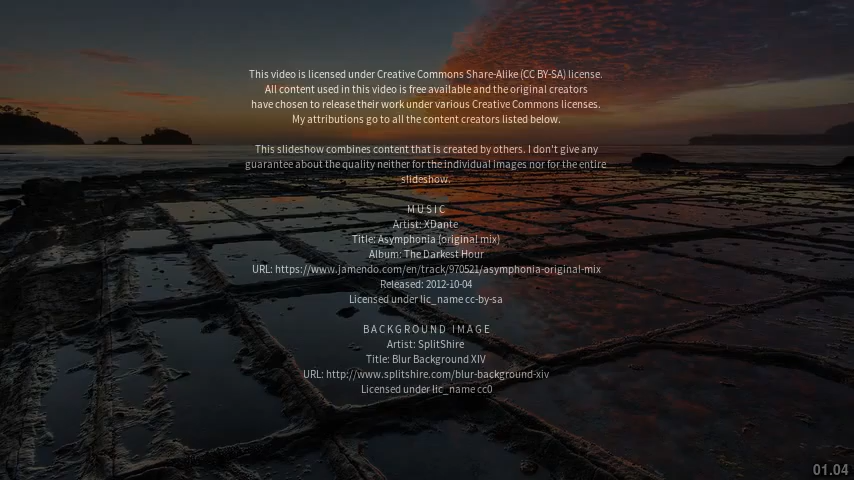 This video is licensed under Creative Commons Share-Alike (CC BY-SA) license.
All content used in this video is free available and the original creators
have chosen to release their work under various Creative Commons licenses.
My attributions go to all the content creators listed below.
This slideshow combines content that is created by others. I don't give any
guarantee about the quality neither for the individual images nor for the entire
slideshow.
MUSIC
Artist: XDante
Title: Asymphonia (original mix)
Album: The Darkest Hour
URL: https://www.jamendo.com/en/track/970521/asymphonia-original-mix
Released: 2012-10-04
Licensed under lic_name cc-by-sa
BACKGROUND IMAGE
Artist: SplitShire
Title: Blur Background XIV
URL: http://www.splitshire.com/blur-background-xiv
Licensed under lic_name cc0
01.04